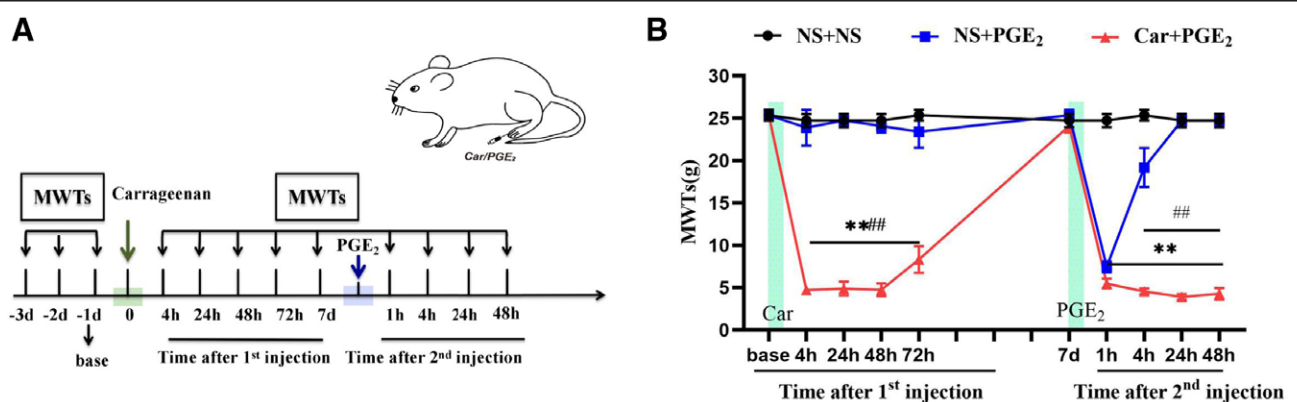 A
Car/PGE₂
MWTs
Carrageenan
MWTs
PGE₂
-3d -2d -1d 0 4h 24h 48h 72h 7d 1h 4h 24h 48h
base
Time after 1st injection
Time after 2nd injection
B
NS+NS NS+PGE₂ Car+PGE₂
MWTs(g)
30
25
20
15
10
5
0
**##
##
**
Car
PGE₂
base 4h 24h 48h 72h 7d 1h 4h 24h 48h
Time after 1st injection
Time after 2nd injection